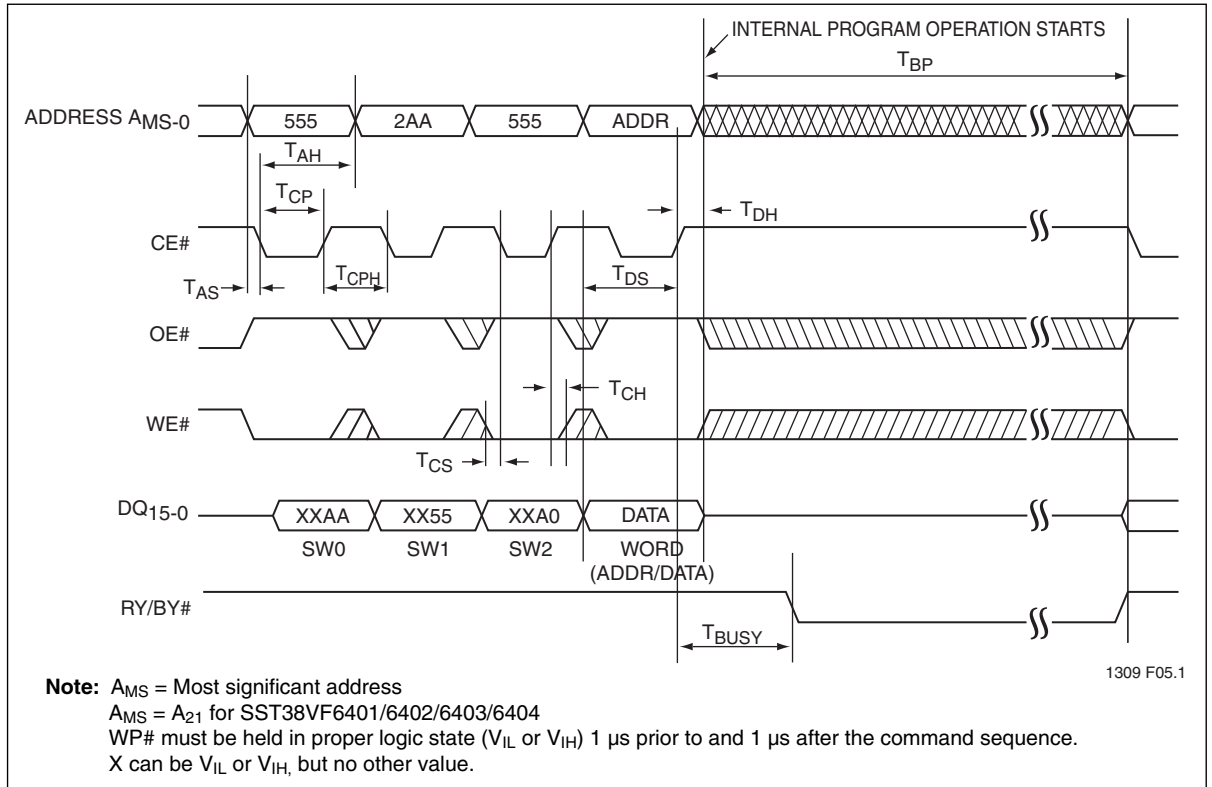 INTERNAL PROGRAM OPERATION STARTS
TBP
ADDRESS AMS-0
555
2AA
555
ADDR
TAH
TCP
TDH
CE#
TCPH
TDS
TAS
OE#
TCH
WE#
TCS
DQ15-0
XXAA
XX55
XXA0
DATA
SW0
SW1
SW2
WORD
(ADDR/DATA)
RY/BY#
TBUSY
1309 F05.1
Note: AMS = Most significant address
AMS = A21 for SST38VF6401/6402/6403/6404
WP# must be held in proper logic state (VIL or VIH) 1 µs prior to and 1 µs after the command sequence.
X can be VIL or VIH, but no other value.